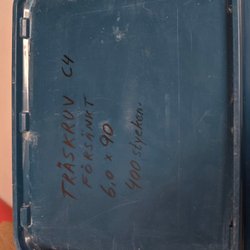 TRÄSKRUV C4
FÖRSÄNKT
6,0 x 90
400 stycken.